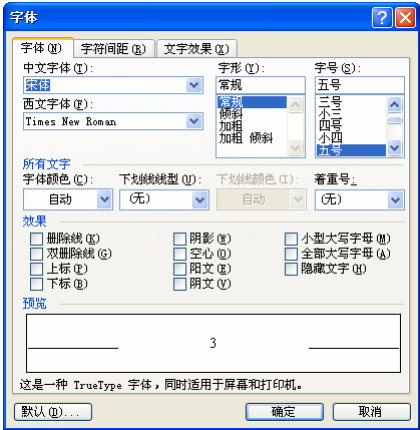 字体
字体(N) 字符间距(R) 文字效果(X)
中文字体(T): 字形(Y): 字号(S):
宋体 常规 五号
西文字体(F): 常规 三号
Times New Roman 倾斜 小三
加粗 四号
加粗 倾斜 小四
五号
所有文字
字体颜色(C): 下划线线型(U): 下划线颜色(I): 着重号:
自动 (无) 自动 (无)
效果
删除线(K) 阴影(W) 小型大写字母(M)
双删除线(G) 空心(O) 全部大写字母(A)
上标(P) 阳文(E) 隐藏文字(H)
下标(B) 阴文(V)
预览
3
这是一种 TrueType 字体，同时适用于屏幕和打印机。
默认(D)... 确定 取消